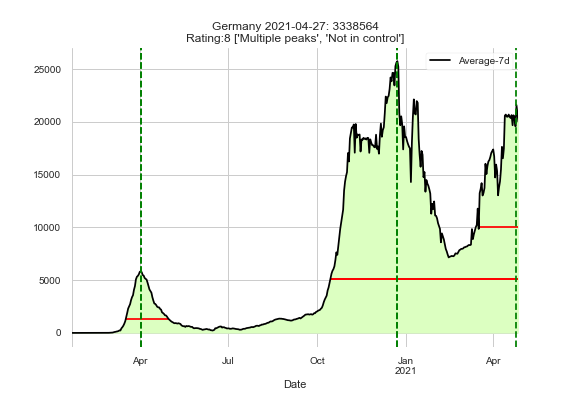 Germany 2021-04-27: 3338564
Rating:8 ['Multiple peaks', 'Not in control']
Average-7d
25000
20000
15000
10000
5000
0
Apr
Jul
Oct
Jan
2021
Apr
Date